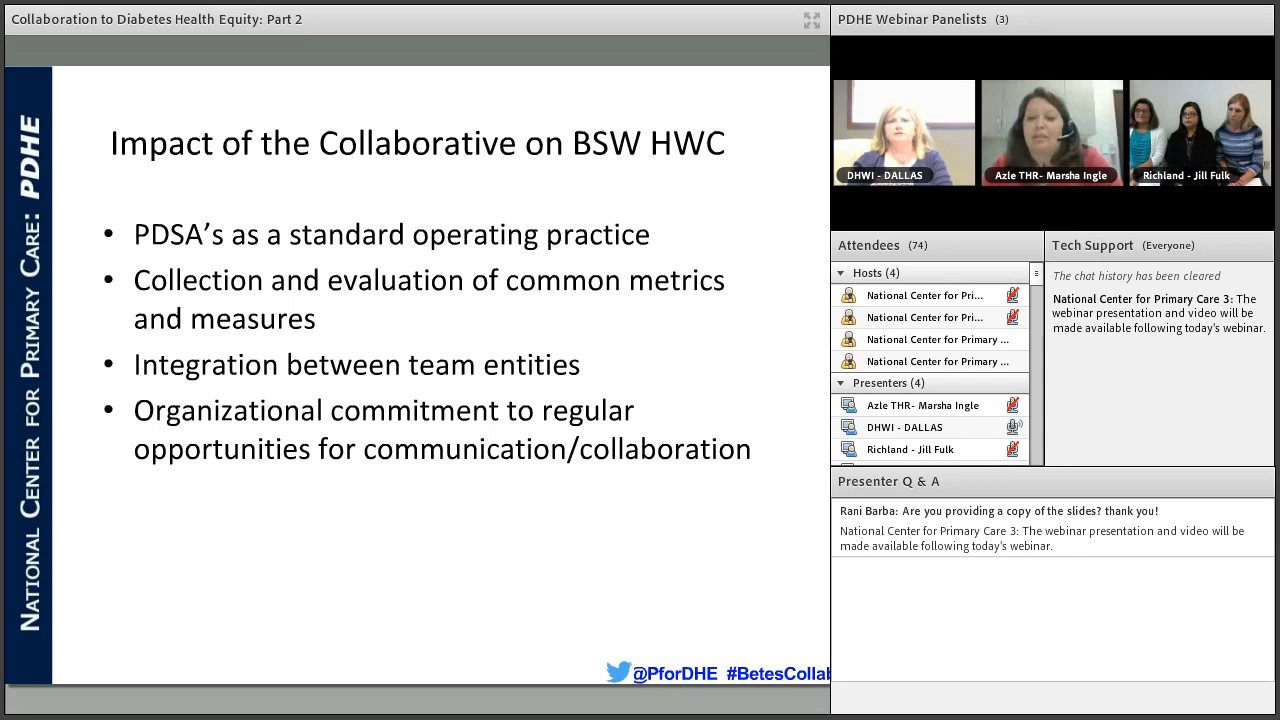 Collaboration to Diabetes Health Equity: Part 2
NATIONAL CENTER FOR PRIMARY CARE: PDHE
Impact of the Collaborative on BSW HWC
• PDSA’s as a standard operating practice
• Collection and evaluation of common metrics
and measures
• Integration between team entities
• Organizational commitment to regular
opportunities for communication/collaboration
@PforDHE #BetesCollab
PDHE Webinar Panelists (3)
DHWI - DALLAS
Azle THR- Marsha Ingle
Richland - Jill Fulk
Attendees (74)
Hosts (4)
National Center for Pri...
National Center for Pri...
National Center for Primary ...
National Center for Primary ...
Presenters (4)
Azle THR- Marsha Ingle
DHWI - DALLAS
Richland - Jill Fulk
Tech Support (Everyone)
The chat history has been cleared
National Center for Primary Care 3: The
webinar presentation and video will be
made available following today's webinar.
Presenter Q & A
Rani Barba: Are you providing a copy of the slides? thank you!
National Center for Primary Care 3: The webinar presentation and video will be
made available following today's webinar.